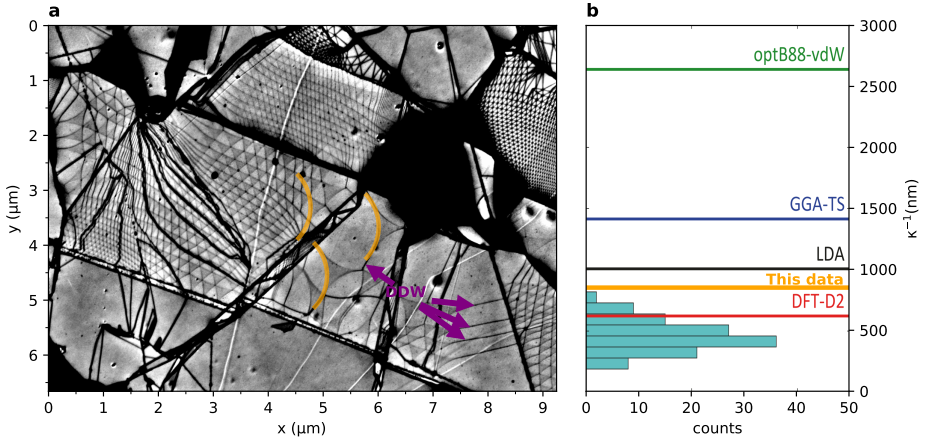 a
0
1
2
3
4
5
6
y (μm)
DDW
0 1 2 3 4 5 6 7 8 9
x (μm)
b
optB88-vdW
GGA-TS
LDA
This data
DFT-D2
3000
2500
2000
1500
1000
500
0
κ⁻¹(nm)
0 10 20 30 40 50
counts